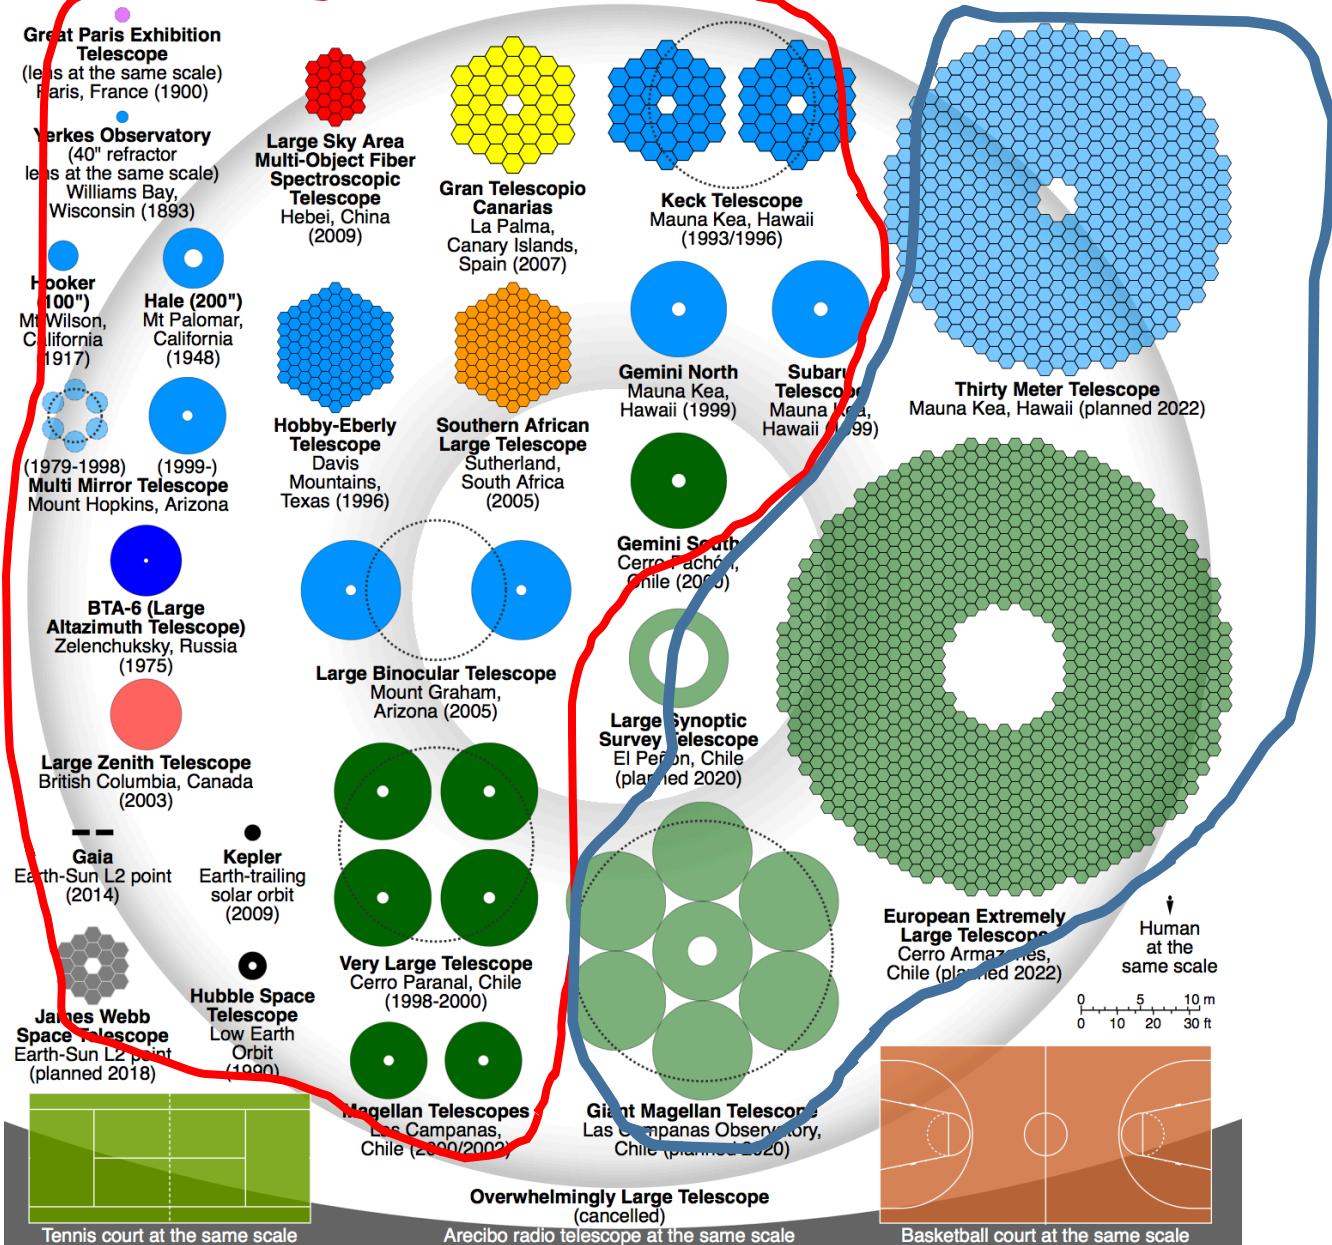 Great Paris Exhibition
Telescope
(lens at the same scale)
Paris, France (1900)
Yerkes Observatory
(40" refractor
lens at the same scale)
Williams Bay,
Wisconsin (1893)
Hooker
(100")
Mt Wilson,
California
(1917)
Hale (200")
Mt Palomar,
California
(1948)
(1979-1998) (1999-)
Multi Mirror Telescope
Mount Hopkins, Arizona
BTA-6 (Large
Altazimuth Telescope)
Zelenchuksky, Russia
(1975)
Large Zenith Telescope
British Columbia, Canada
(2003)
Gaia
Earth-Sun L2 point
(2014)
Kepler
Earth-trailing
solar orbit
(2009)
James Webb
Space Telescope
Earth-Sun L2 point
(planned 2018)
Hubble Space
Telescope
Low Earth
Orbit
(1990)
Large Sky Area
Multi-Object Fiber
Spectroscopic
Telescope
Hebei, China
(2009)
Gran Telescopio
Canarias
La Palma,
Canary Islands,
Spain (2007)
Keck Telescope
Mauna Kea, Hawaii
(1993/1996)
Hobby-Eberly
Telescope
Davis
Mountains,
Texas (1996)
Southern African
Large Telescope
Sutherland,
South Africa
(2005)
Gemini North
Mauna Kea,
Hawaii (1999)
Subaru
Telescope
Mauna Kea,
Hawaii (1999)
Large Binocular Telescope
Mount Graham,
Arizona (2005)
Gemini South
Cerro Pachón,
Chile (2000)
Large Synoptic
Survey Telescope
El Peñón, Chile
(planned 2020)
Very Large Telescope
Cerro Paranal, Chile
(1998-2000)
Magellan Telescopes
Las Campanas,
Chile (2000/2002)
Giant Magellan Telescope
Las Campanas Observatory,
Chile (planned 2020)
Thirty Meter Telescope
Mauna Kea, Hawaii (planned 2022)
European Extremely
Large Telescope
Cerro Armazones,
Chile (planned 2022)
Human
at the
same scale
0 5 10 m
0 10 20 30 ft
Overwhelmingly Large Telescope
(cancelled)
Tennis court at the same scale
Arecibo radio telescope at the same scale
Basketball court at the same scale